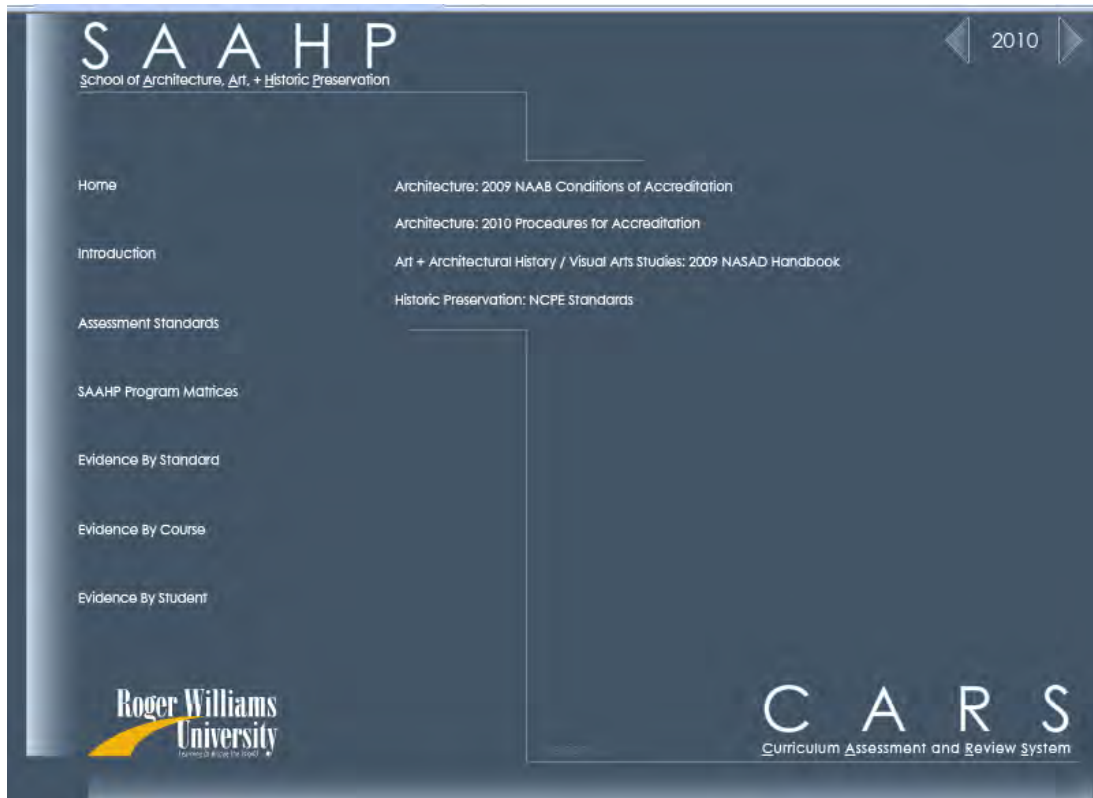 S A A H P
School of Architecture, Art, + Historic Preservation
2010
Home
Introduction
Assessment Standards
SAAHP Program Matrices
Evidence By Standard
Evidence By Course
Evidence By Student
Architecture: 2009 NAAB Conditions of Accreditation
Architecture: 2010 Procedures for Accreditation
Art + Architectural History / Visual Arts Studies: 2009 NASAD Handbook
Historic Preservation: NCPE Standards
Roger Williams
University
C A R S
Curriculum Assessment and Review System